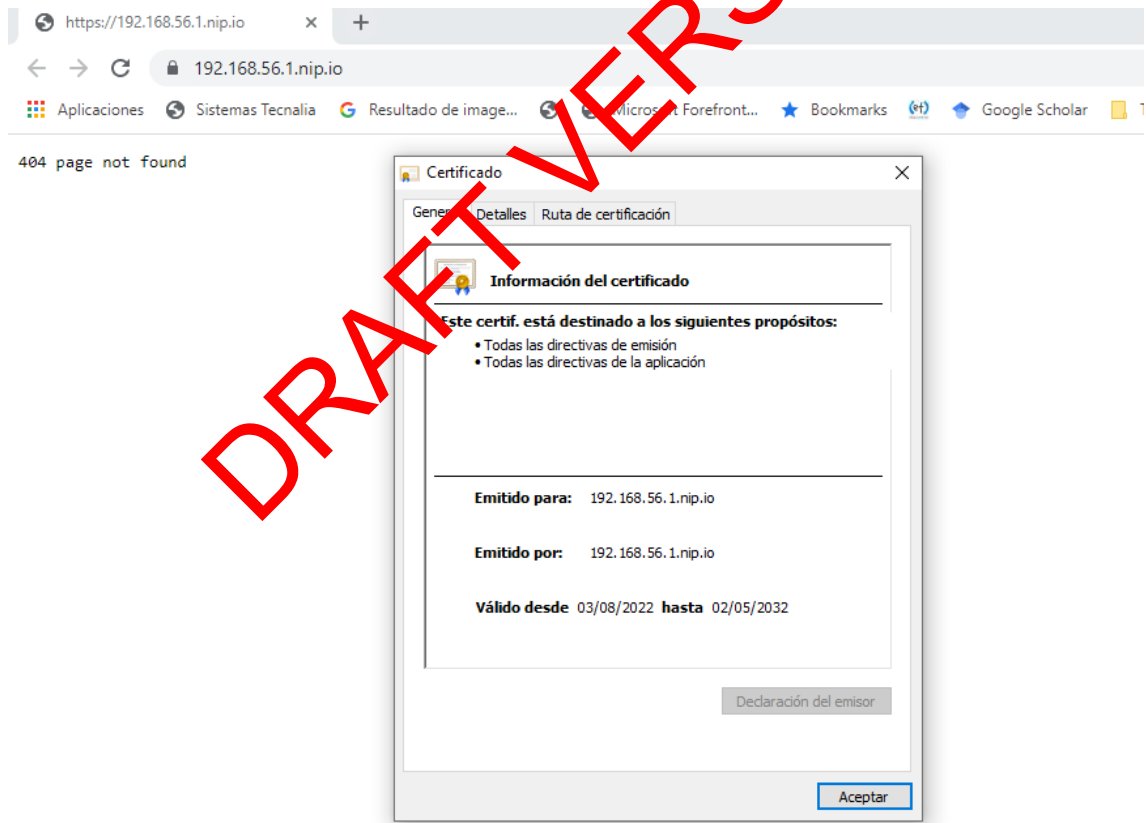 https://192.168.56.1.nip.io
192.168.56.1.nip.io
Aplicaciones Sistemas Tecnalia Resultado de image... Forefront... Bookmarks Google Scholar
404 page not found
Certificado
Detalles Ruta de certificación
Información del certificado
Este certif. está destinado a los siguientes propósitos:
• Todas las directivas de emisión
• Todas las directivas de la aplicación
Emitido para: 192.168.56.1.nip.io
Emitido por: 192.168.56.1.nip.io
Válido desde 03/08/2022 hasta 02/05/2032
Declaración del emisor
Aceptar
DRAFT VERS